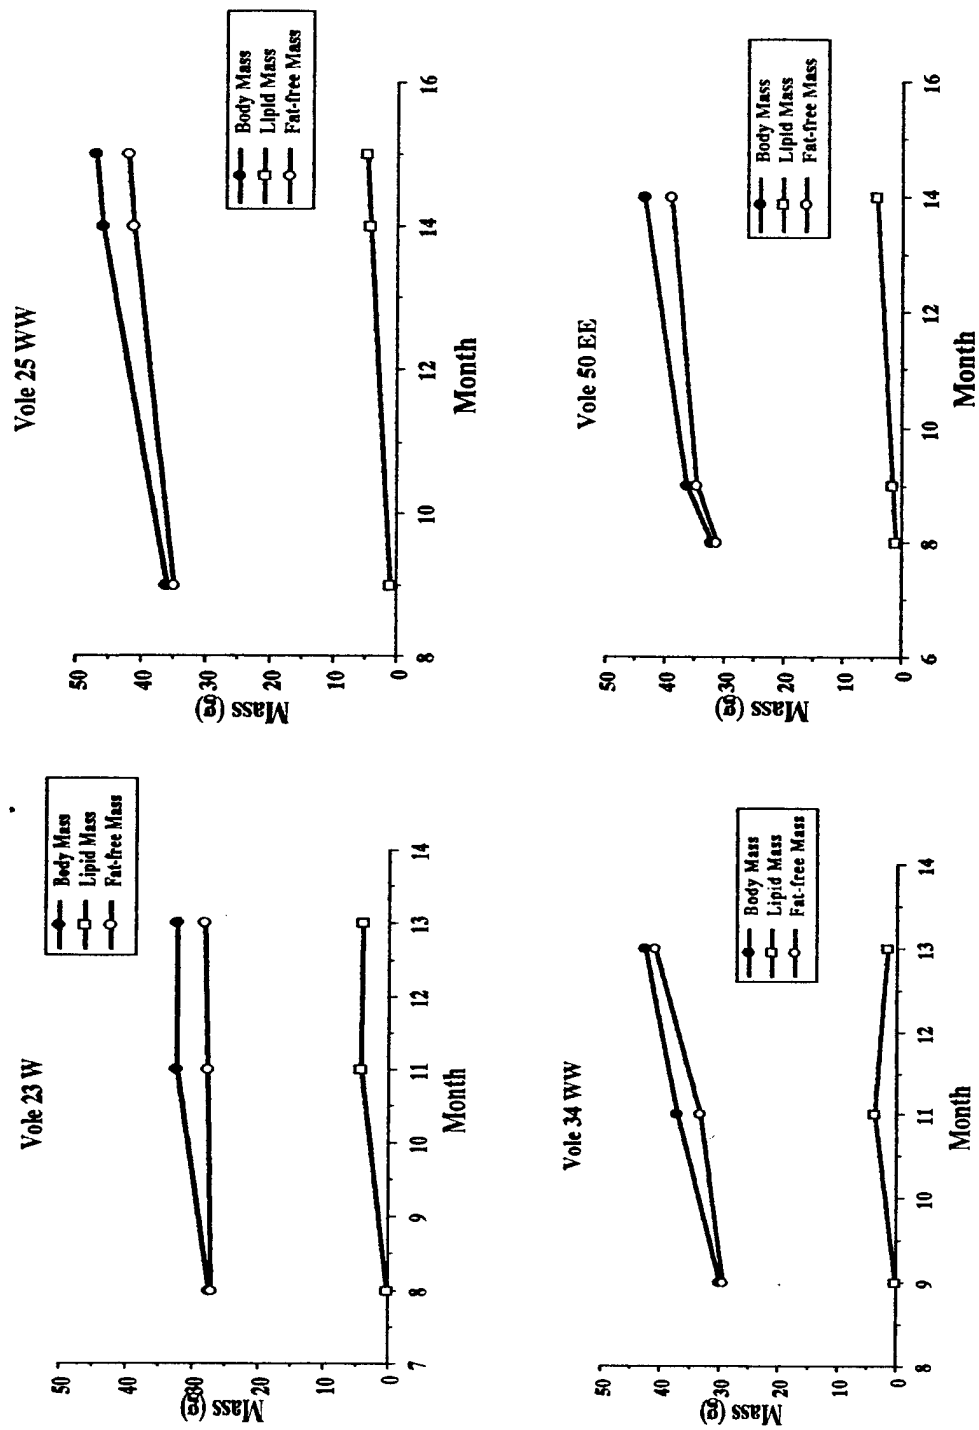 Vole 23 W
Mass (g)
50
40
30
20
10
0
7
8
9
10
11
12
13
14
Month
Body Mass
Lipid Mass
Fat-free Mass
Vole 25 WW
Mass (g)
50
40
30
20
10
0
8
10
12
14
16
Month
Body Mass
Lipid Mass
Fat-free Mass
Vole 34 WW
Mass (g)
50
40
30
20
10
0
8
9
10
11
12
13
14
Month
Body Mass
Lipid Mass
Fat-free Mass
Vole 50 EE
Mass (g)
50
40
30
20
10
0
6
8
10
12
14
16
Month
Body Mass
Lipid Mass
Fat-free Mass